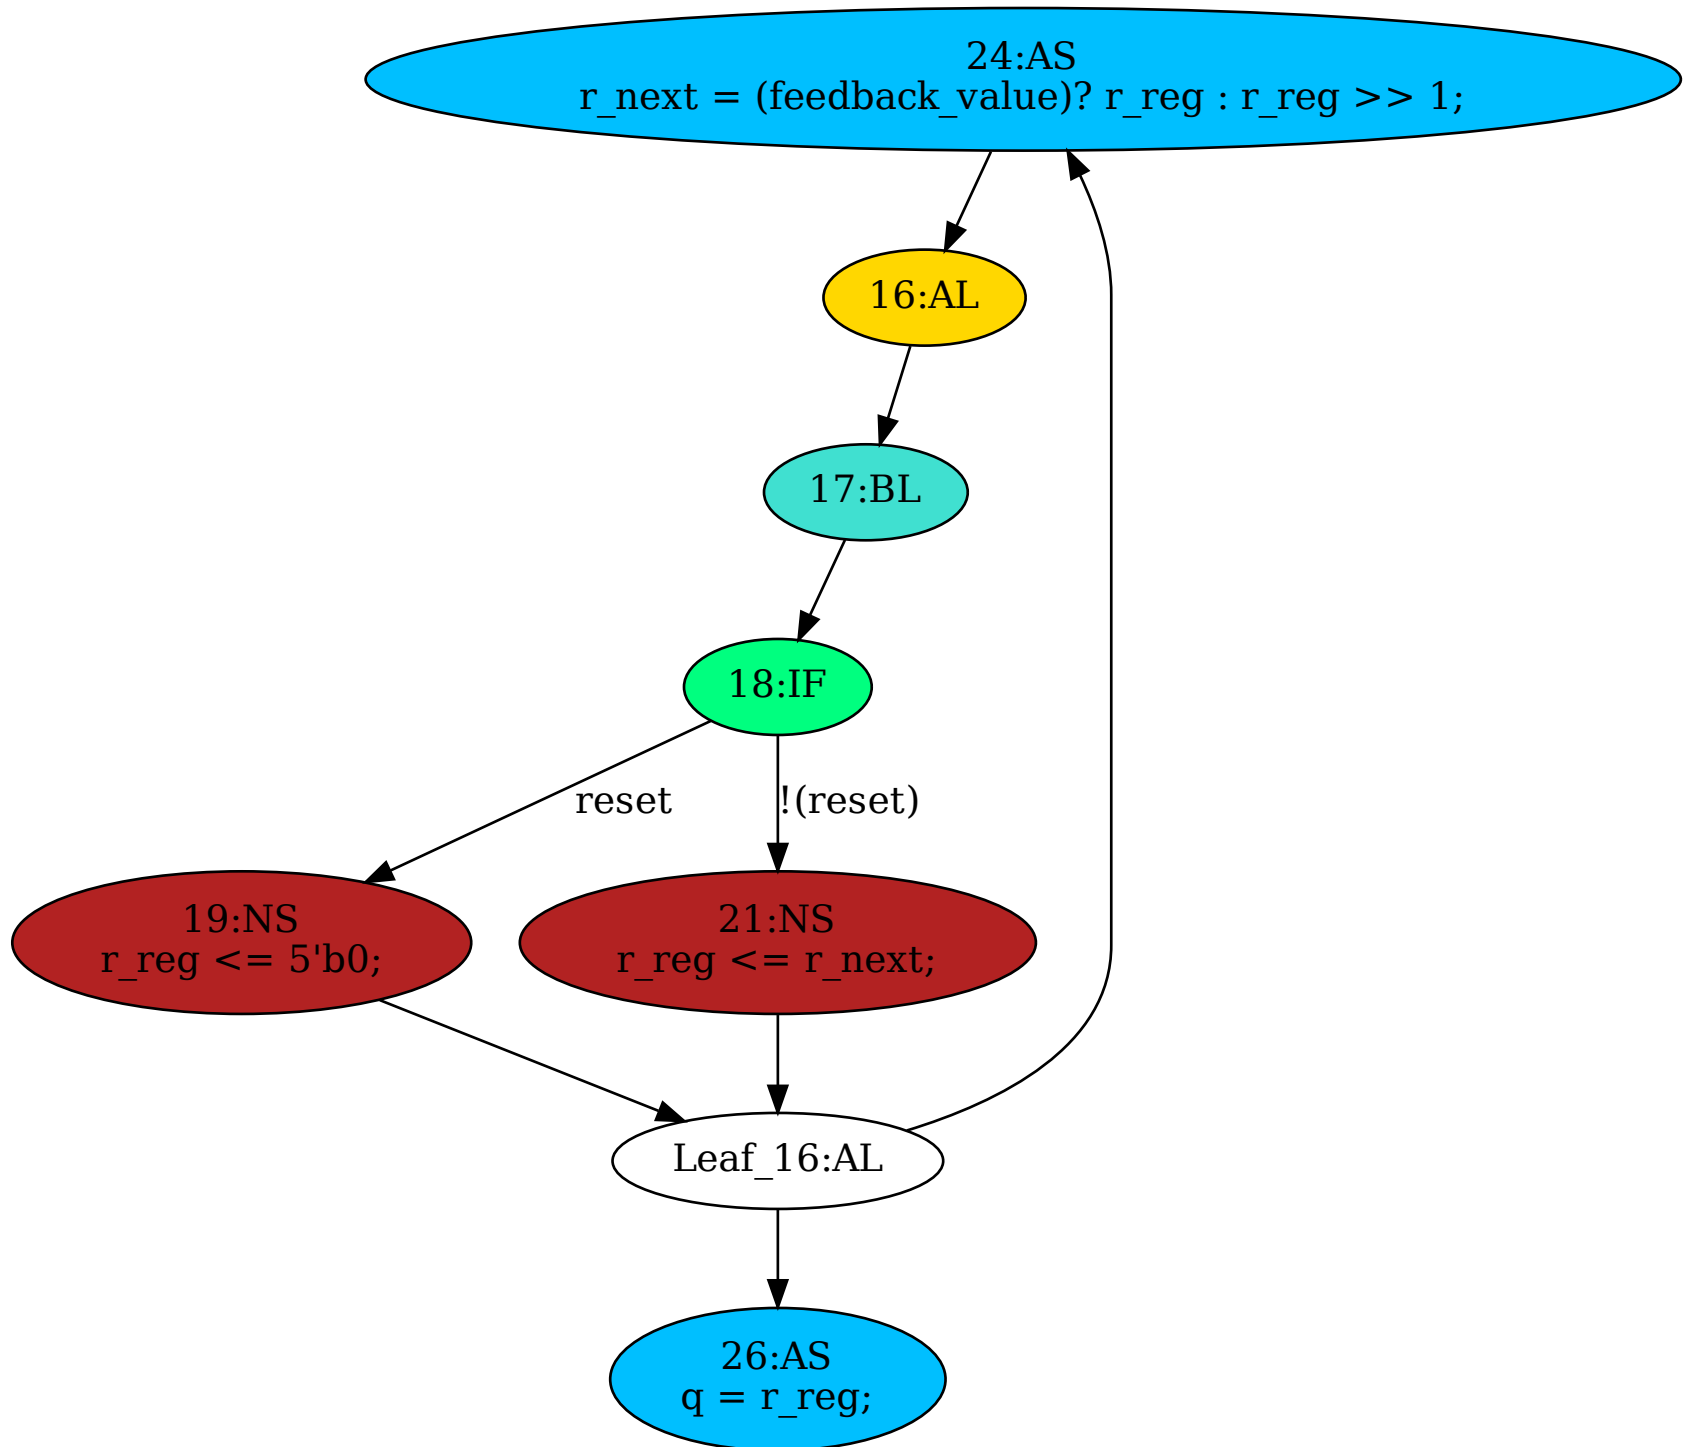 24:AS
r_next = (feedback_value)? r_reg : r_reg >> 1;
16:AL
17:BL
18:IF
reset
!(reset)
19:NS
r_reg <= 5'b0;
21:NS
r_reg <= r_next;
Leaf_16:AL
26:AS
q = r_reg;